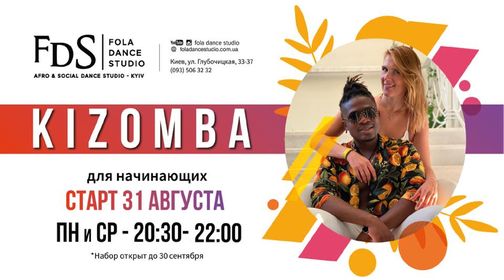 FDS
FOLA
DANCE
STUDIO
AFRO & SOCIAL DANCE STUDIO - KYIV
fola dance studio
foladancestudio.com.ua
Киев, ул. Глубочицкая, 33-37
(093) 506 32 32
KIZOMBA
для начинающих
СТАРТ 31 АВГУСТА
ПН и СР - 20:30- 22:00
*Набор открыт до 30 сентября